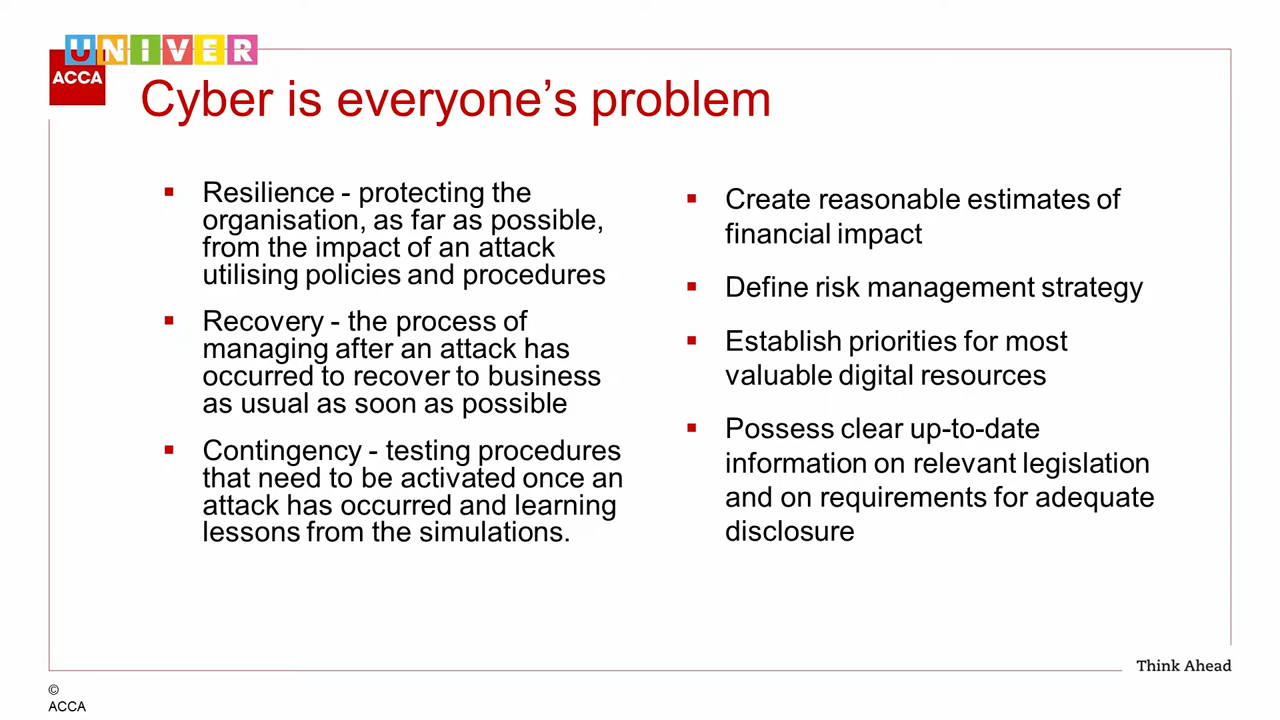 UNIVER
ACCA
Cyber is everyone's problem
▪ Resilience - protecting the
organisation, as far as possible,
from the impact of an attack
utilising policies and procedures
▪ Recovery - the process of
managing after an attack has
occurred to recover to business
as usual as soon as possible
▪ Contingency - testing procedures
that need to be activated once an
attack has occurred and learning
lessons from the simulations.
▪ Create reasonable estimates of
financial impact
▪ Define risk management strategy
▪ Establish priorities for most
valuable digital resources
▪ Possess clear up-to-date
information on relevant legislation
and on requirements for adequate
disclosure
Think Ahead
©
ACCA